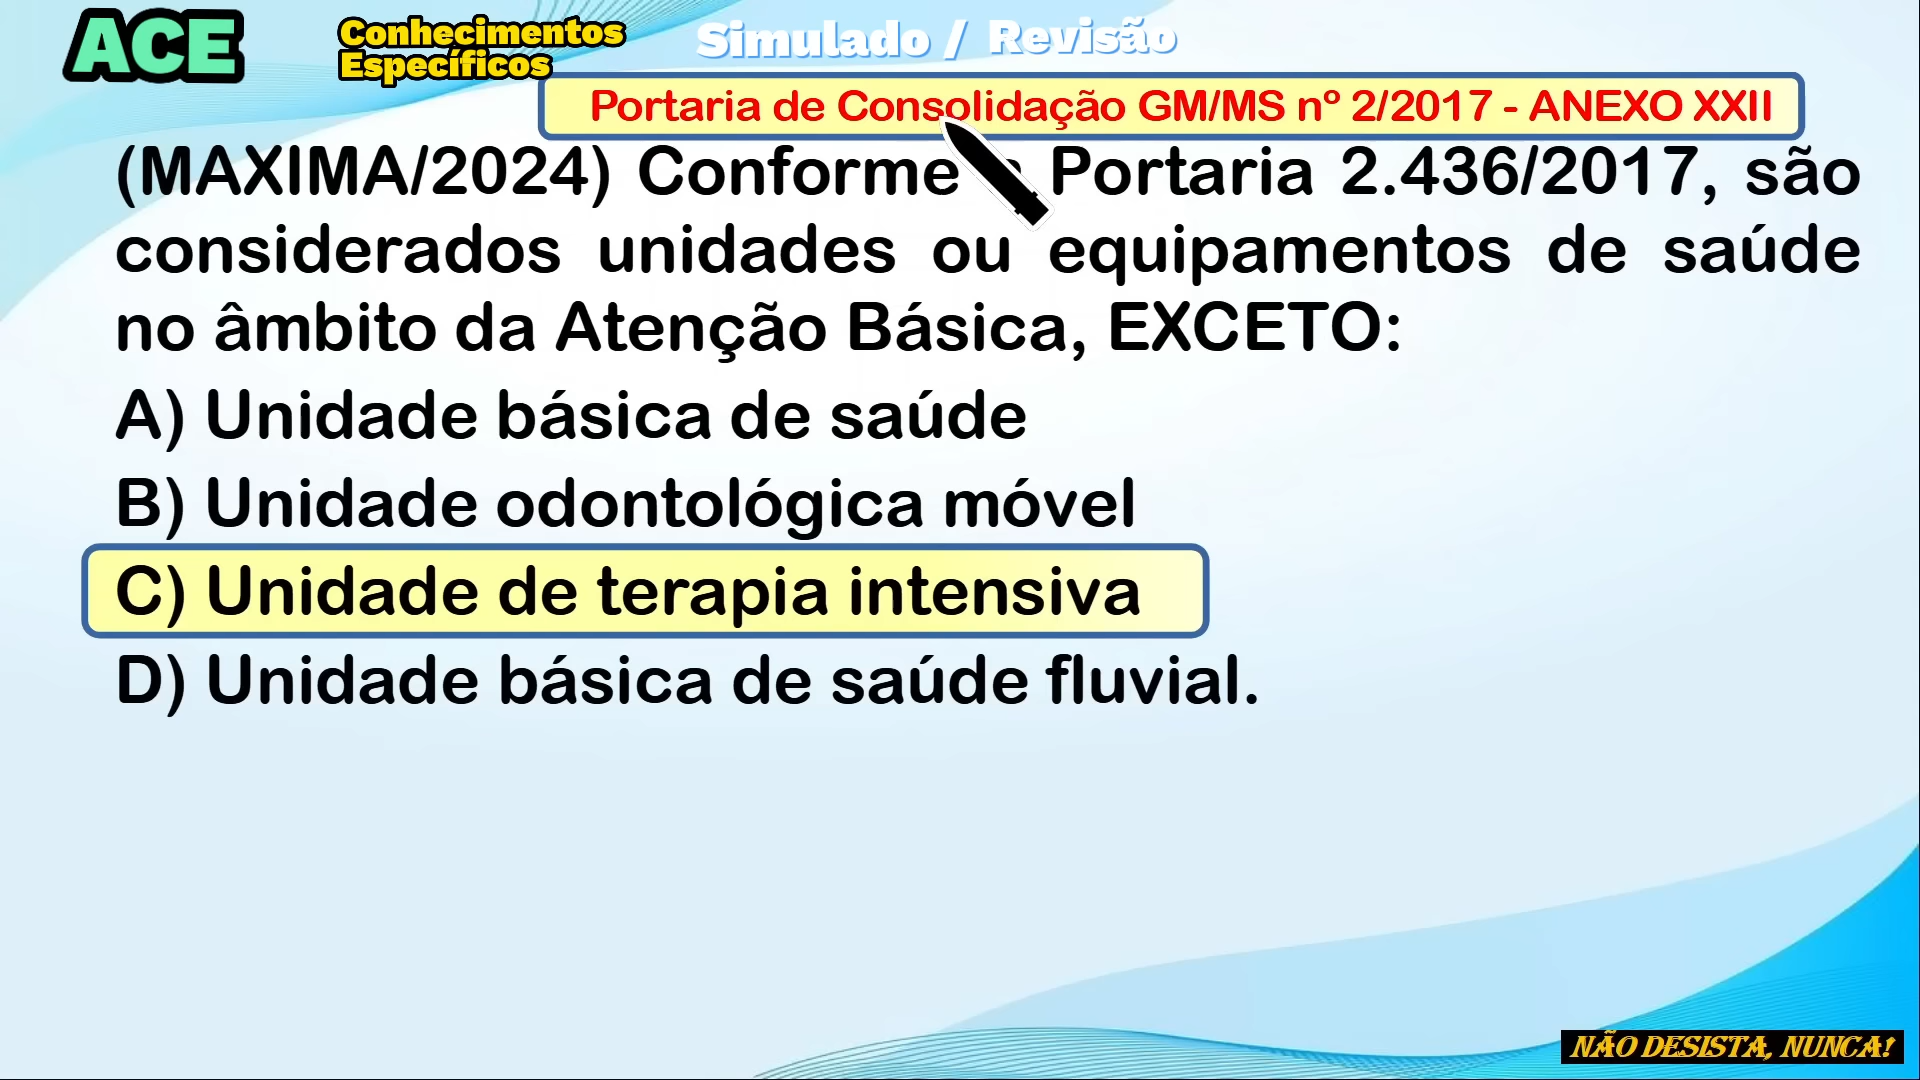 ACE
Conhecimentos
Específicos
Simulado / Revisão
Portaria de Consolidação GM/MS nº 2/2017 - ANEXO XXII
(MAXIMA/2024) Conforme Portaria 2.436/2017, são
considerados unidades ou equipamentos de saúde
no âmbito da Atenção Básica, EXCETO:
A) Unidade básica de saúde
B) Unidade odontológica móvel
C) Unidade de terapia intensiva
D) Unidade básica de saúde fluvial.
NÃO DESISTA, NUNCA!